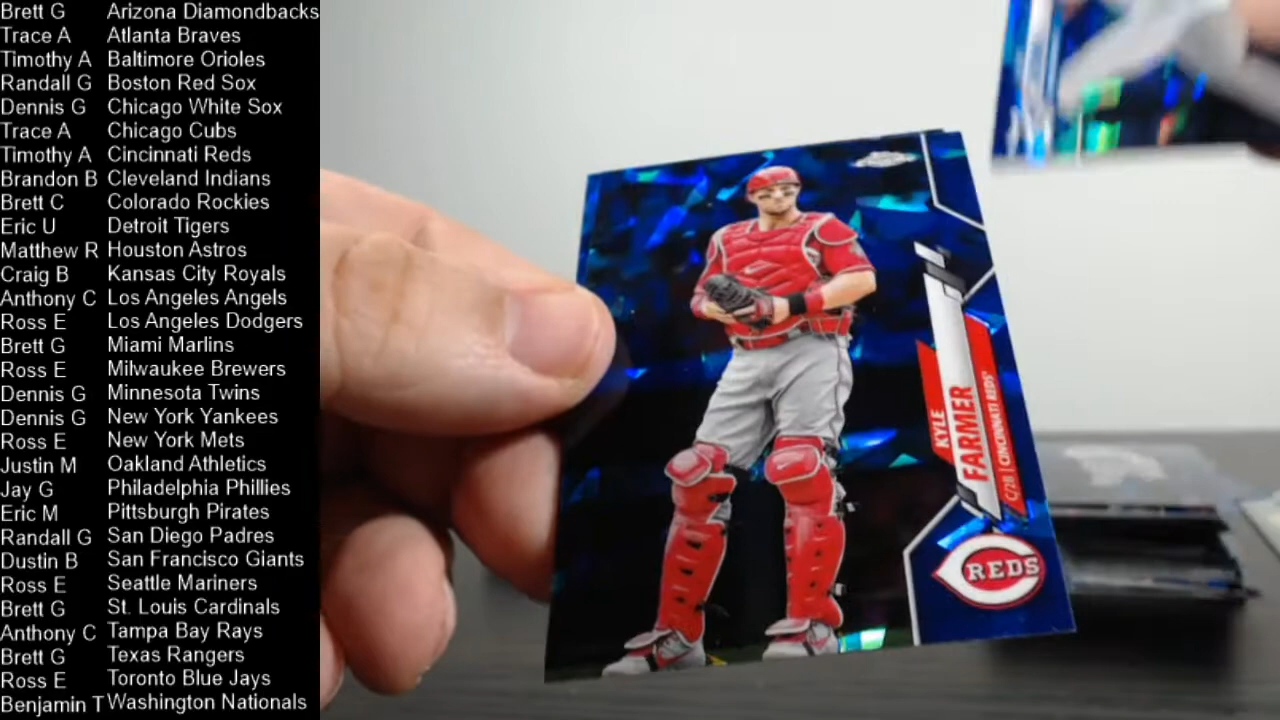 Brett G Arizona Diamondbacks
Trace A Atlanta Braves
Timothy A Baltimore Orioles
Randall G Boston Red Sox
Dennis G Chicago White Sox
Trace A Chicago Cubs
Timothy A Cincinnati Reds
Brandon B Cleveland Indians
Brett C Colorado Rockies
Eric U Detroit Tigers
Matthew R Houston Astros
Craig B Kansas City Royals
Anthony C Los Angeles Angels
Ross E Los Angeles Dodgers
Brett G Miami Marlins
Ross E Milwaukee Brewers
Dennis G Minnesota Twins
Dennis G New York Yankees
Ross E New York Mets
Justin M Oakland Athletics
Jay G Philadelphia Phillies
Eric M Pittsburgh Pirates
Randall G San Diego Padres
Dustin B San Francisco Giants
Ross E Seattle Mariners
Brett G St. Louis Cardinals
Anthony C Tampa Bay Rays
Brett G Texas Rangers
Ross E Toronto Blue Jays
Benjamin T Washington Nationals
KYLE
FARMER
C/2B | CINCINNATI REDS
REDS